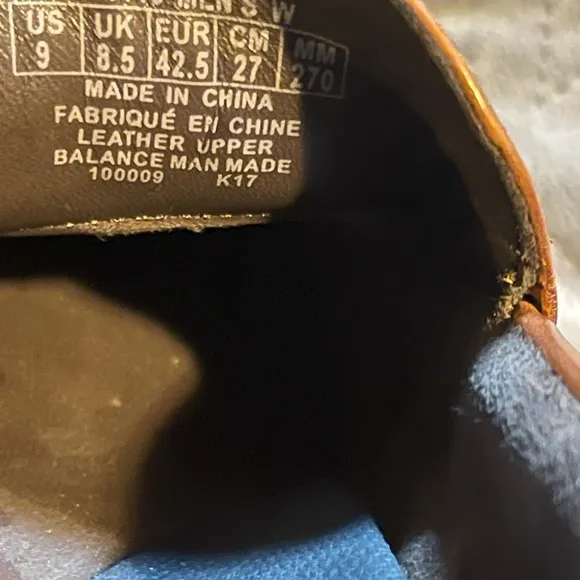 MEN'S W
US UK EUR CM MM
9 8.5 42.5 27 270
MADE IN CHINA
FABRIQUÉ EN CHINE
LEATHER UPPER
BALANCE MAN MADE
100009 K17